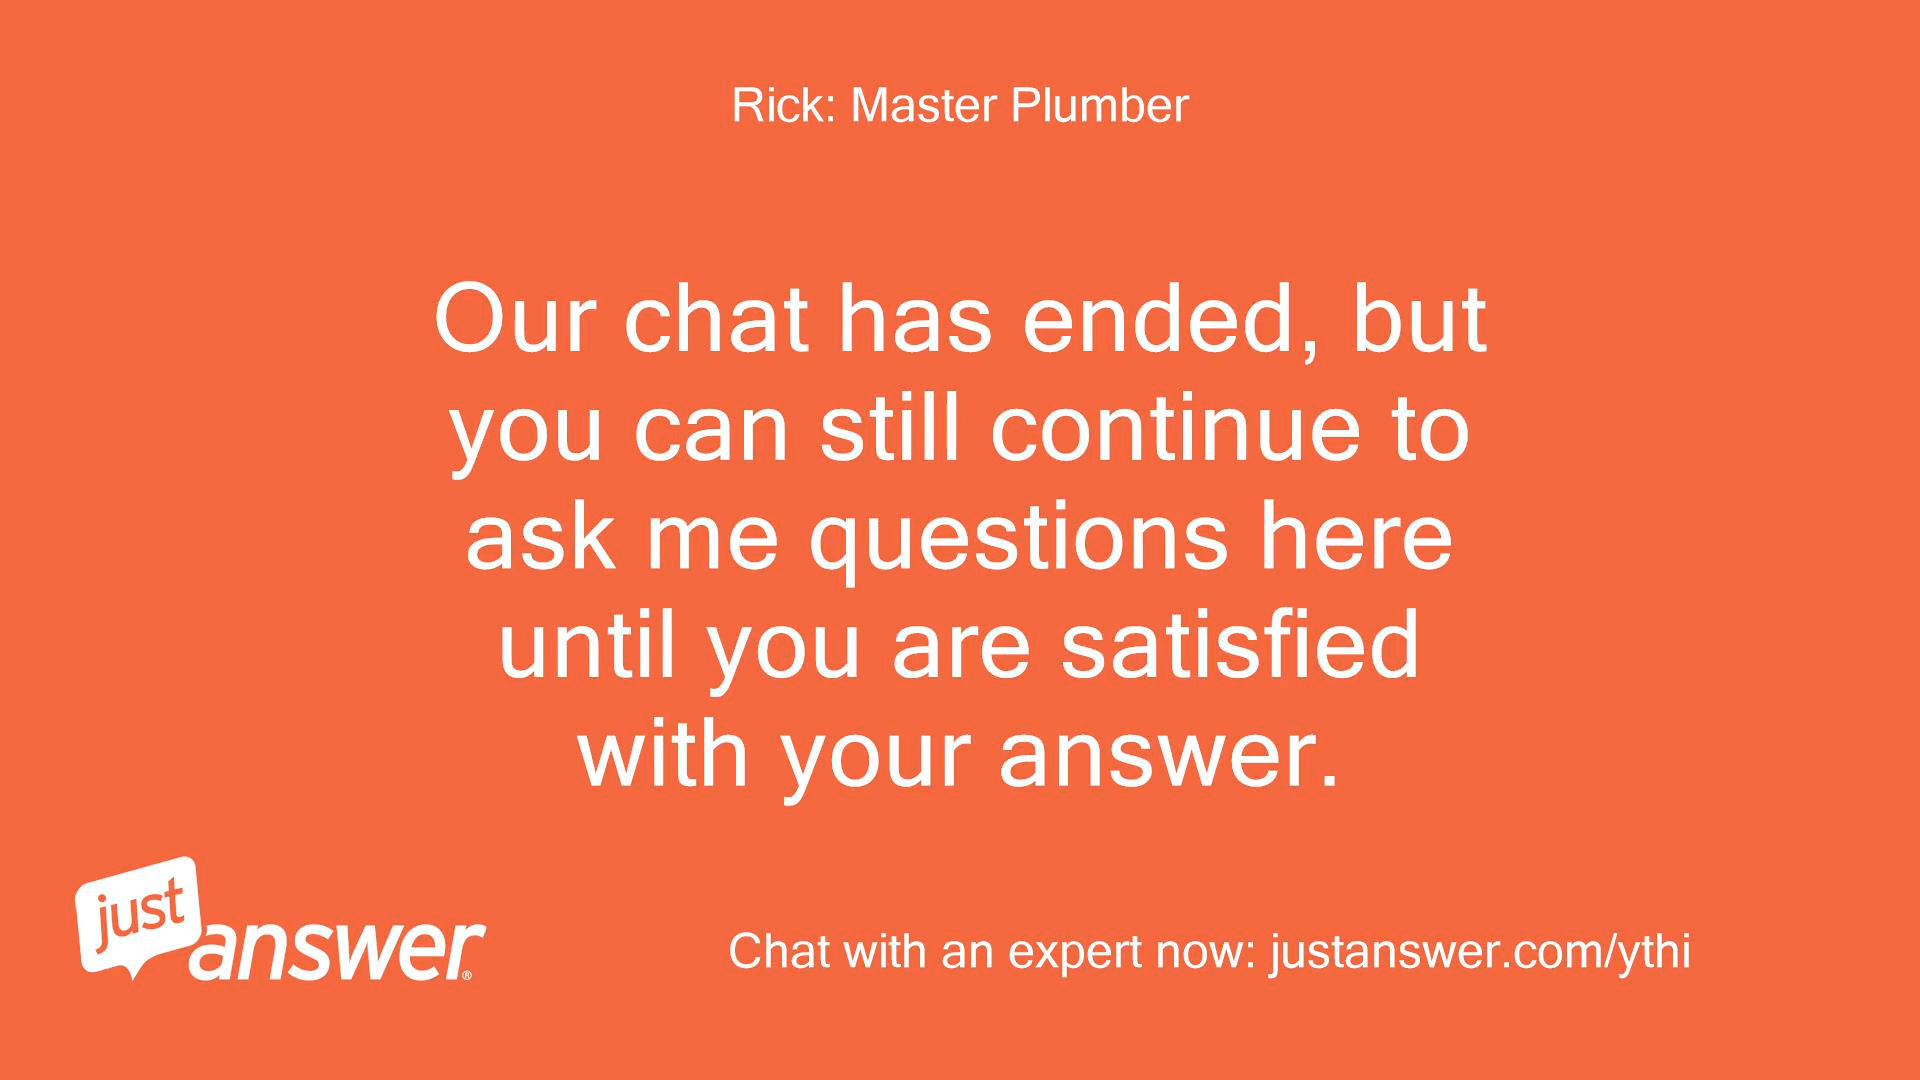 Rick: Master Plumber
Our chat has ended, but
you can still continue to
ask me questions here
until you are satisfied
with your answer.
just
answer®
Chat with an expert now: justanswer.com/ythi